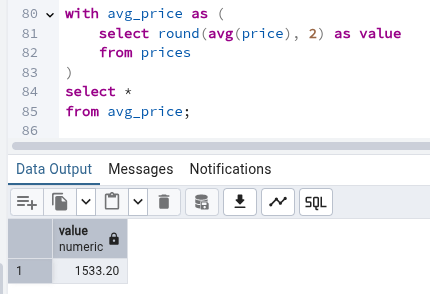 80 with avg_price as (
81 select round(avg(price), 2) as value
82 from prices
83 )
84 select *
85 from avg_price;
86
Data Output Messages Notifications
SQL
value
numeric
1 1533.20